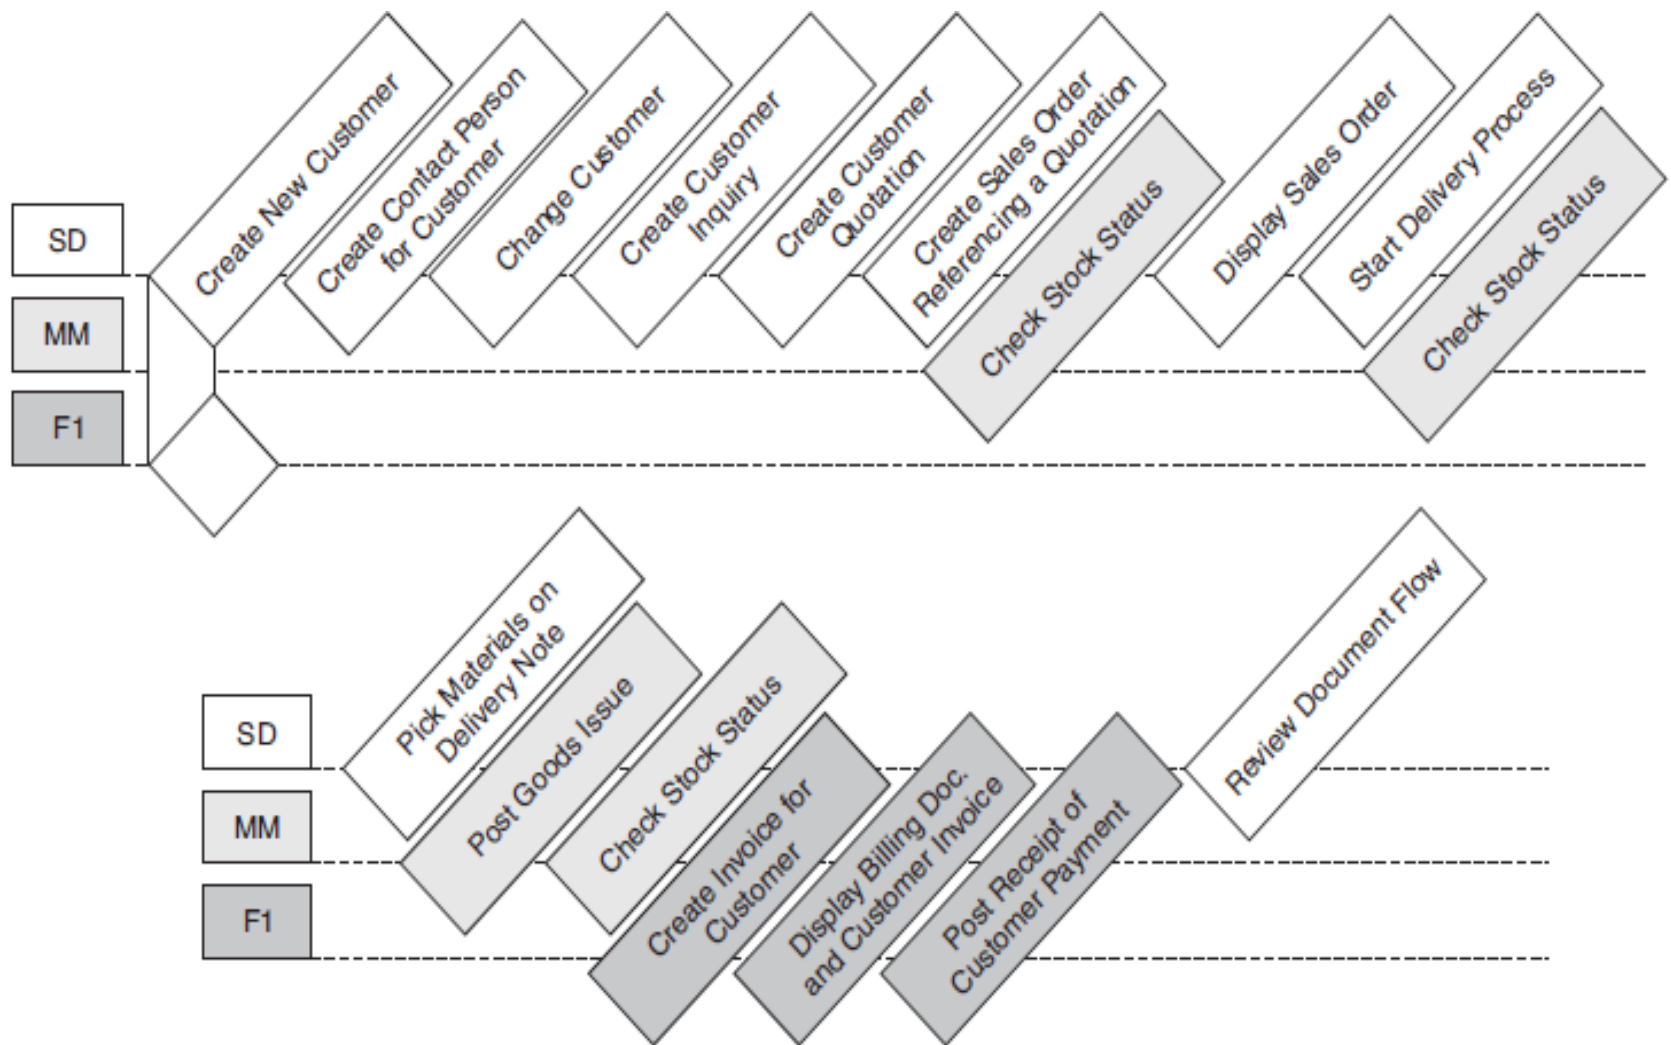 Create New Customer
Create Contact Person
for Customer
Change Customer
Create Customer
Inquiry
Create Customer
Quotation
Create Sales Order
Referencing a Quotation
Check Stock Status
Display Sales Order
Start Delivery Process
Check Stock Status
SD
MM
F1
Pick Materials on
Delivery Note
Post Goods Issue
Check Stock Status
Create Invoice for
Customer
Display Billing Doc.
and Customer Invoice
Post Receipt of
Customer Payment
Review Document Flow
SD
MM
F1